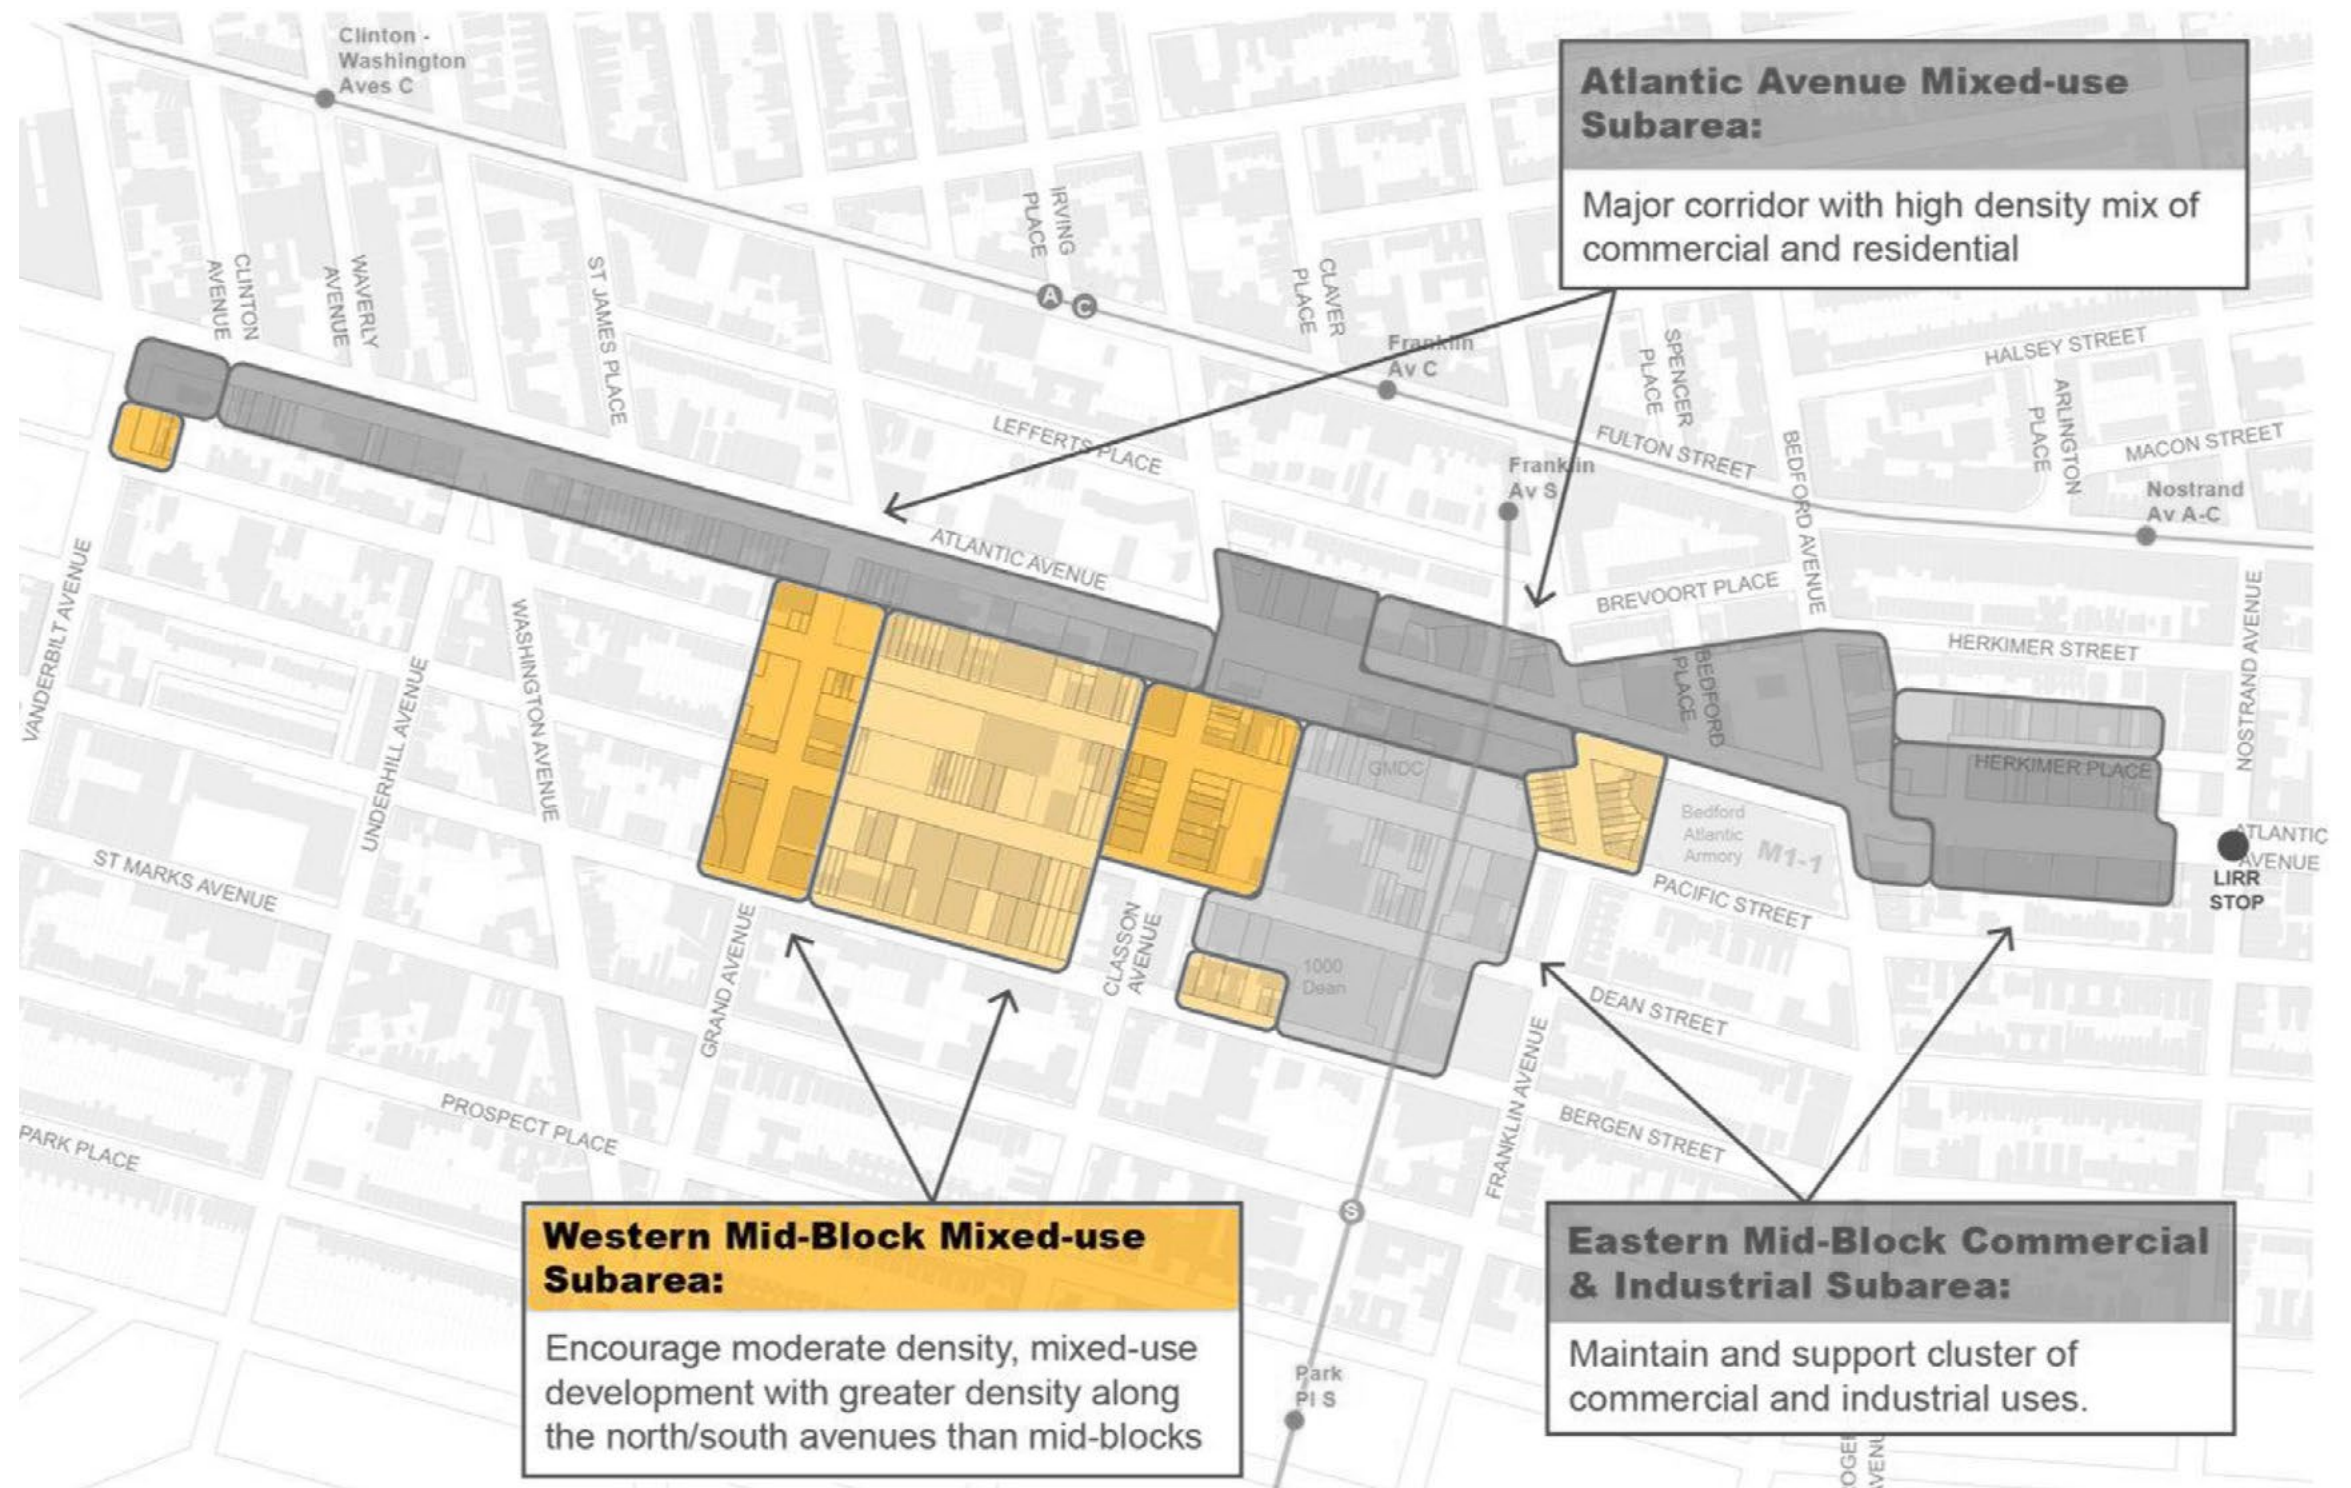 Clinton -
Washington
Aves C
Atlantic Avenue Mixed-use
Subarea:
Major corridor with high density mix of
commercial and residential
IRVING
PLACE
CLINTON
AVENUE
WAVERLY
AVENUE
ST JAMES PLACE
A
C
CLAVER
PLACE
Franklin
Av C
SPENCER
PLACE
HALSEY STREET
ARLINGTON
PLACE
MACON STREET
LEFFERTS PLACE
FULTON STREET
BEDFORD AVENUE
Franklin
Av S
Nostrand
Av A-C
ATLANTIC AVENUE
BREVOORT PLACE
HERKIMER STREET
NOSTRAND AVENUE
VANDERBILT AVENUE
UNDERHILL AVENUE
WASHINGTON AVENUE
BEDFORD
PLACE
GMDC
HERKIMER PLACE
Bedford
Atlantic
Armory
M1-1
ATLANTIC
AVENUE
LIRR
STOP
ST MARKS AVENUE
PACIFIC STREET
GRAND AVENUE
CLASSON
AVENUE
1000
Dean
DEAN STREET
FRANKLIN AVENUE
PROSPECT PLACE
BERGEN STREET
PARK PLACE
S
Western Mid-Block Mixed-use
Subarea:
Encourage moderate density, mixed-use
development with greater density along
the north/south avenues than mid-blocks
Eastern Mid-Block Commercial
& Industrial Subarea:
Maintain and support cluster of
commercial and industrial uses.
Park
Pl S